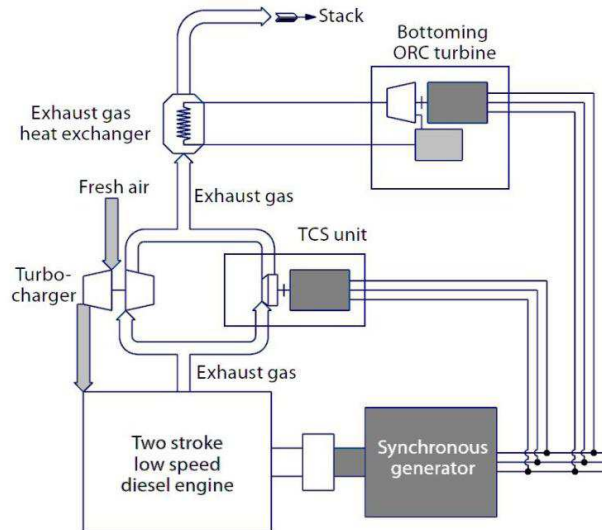 Stack
Bottoming
ORC turbine
Exhaust gas
heat exchanger
Fresh air
Exhaust gas
TCS unit
Turbo-
charger
Exhaust gas
Two stroke
low speed
diesel engine
Synchronous
generator